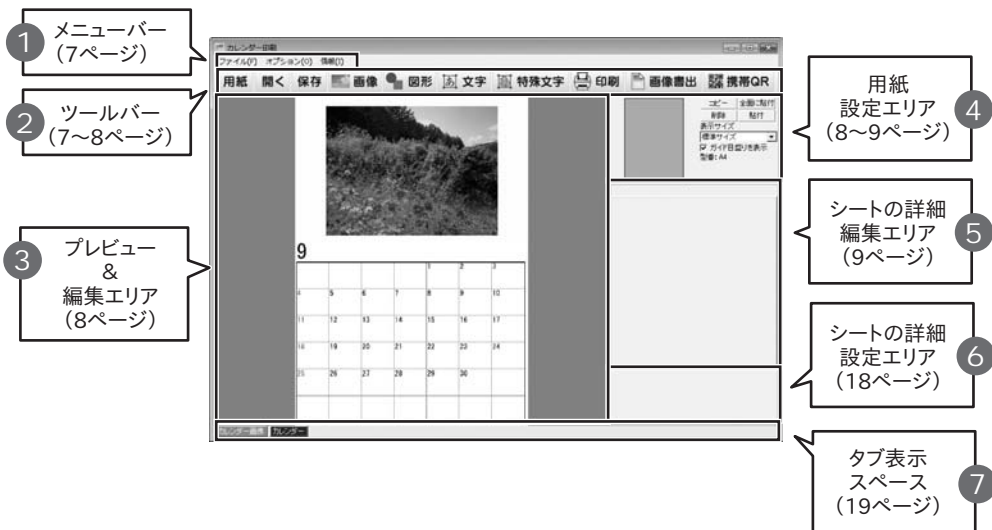 1
メニューバー
(7ページ)
2
ツールバー
(7〜8ページ)
3
プレビュー
&
編集エリア
(8ページ)
カレンダー印刷
ファイル(F) オプション(O) 情報(I)
用紙 開く 保存 画像 図形 文字 特殊文字 印刷 画像書出 携帯QR
コピー 全面に貼付
削除 貼付
表示サイズ
標準サイズ
ガイド目盛りを表示
型番: A4
9
1 2 3
4 5 6 7 8 9 10
11 12 13 14 15 16 17
18 19 20 21 22 23 24
25 26 27 28 29 30
カレンダー
用紙
設定エリア
(8〜9ページ)
4
シートの詳細
編集エリア
(9ページ)
5
シートの詳細
設定エリア
(18ページ)
6
タブ表示
スペース
(19ページ)
7